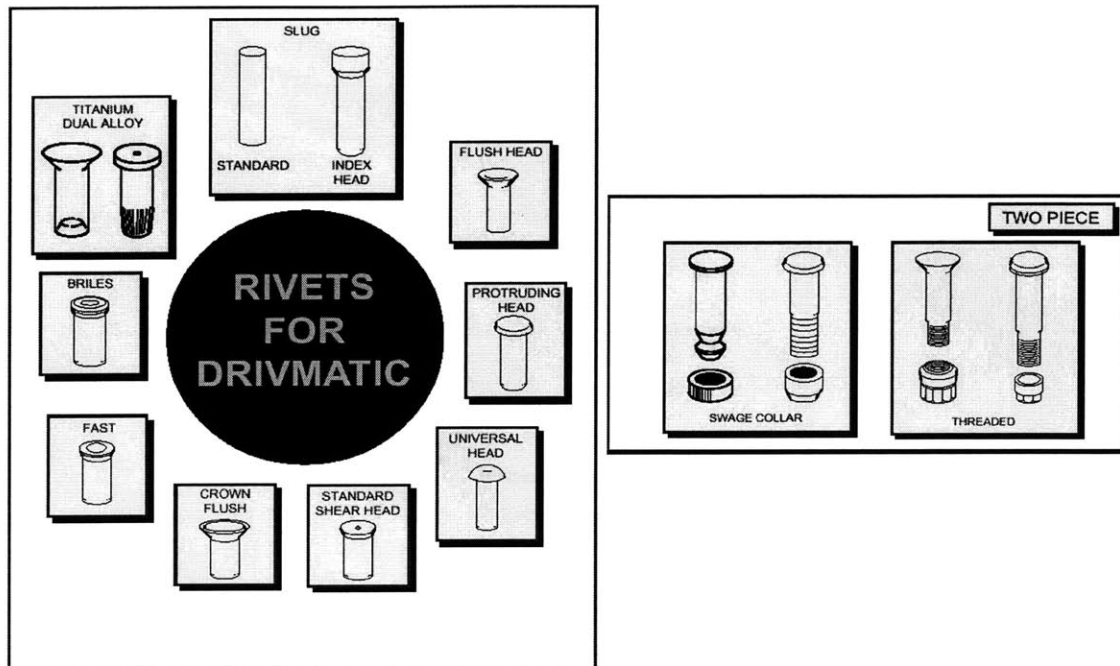 SLUG
STANDARD
INDEX
HEAD
TITANIUM
DUAL ALLOY
FLUSH HEAD
BRILES
RIVETS
FOR
DRIVMATIC
PROTRUDING
HEAD
FAST
UNIVERSAL
HEAD
CROWN
FLUSH
STANDARD
SHEAR HEAD
TWO PIECE
SWAGE COLLAR
THREADED